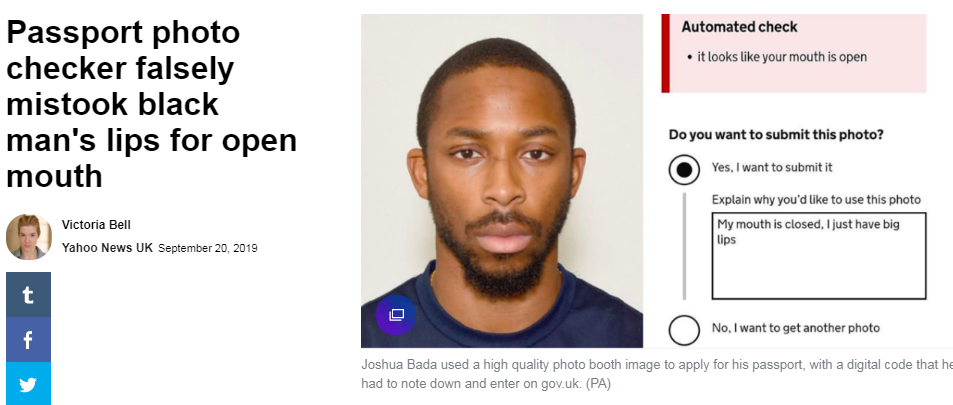 Passport photo
checker falsely
mistook black
man's lips for open
mouth
Victoria Bell
Yahoo News UK September 20, 2019
t
f
Automated check
• it looks like your mouth is open
Do you want to submit this photo?
Yes, I want to submit it
Explain why you'd like to use this photo
My mouth is closed, I just have big
lips
No, I want to get another photo
Joshua Bada used a high quality photo booth image to apply for his passport, with a digital code that he
had to note down and enter on gov.uk. (PA)